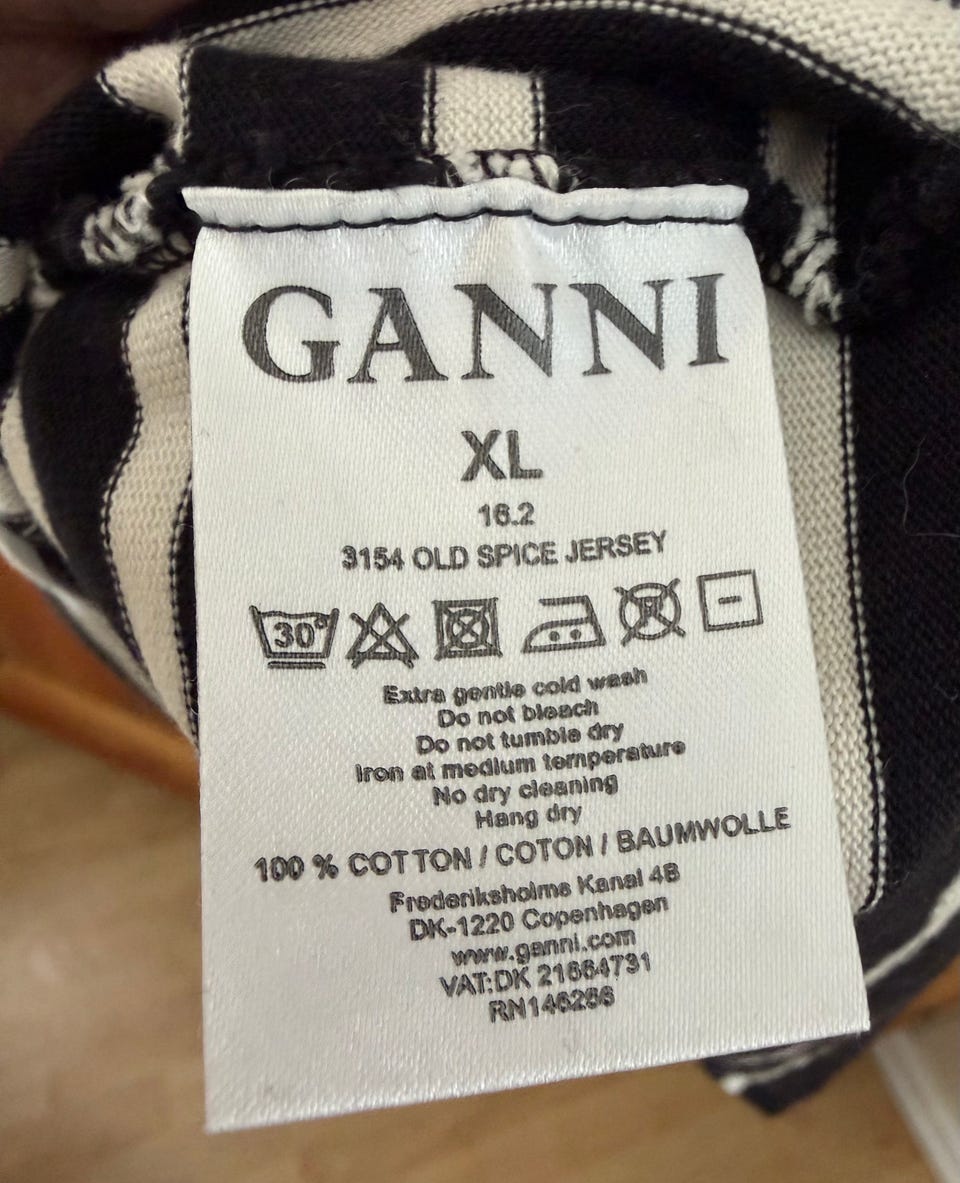 GANNI
XL
16.2
3154 OLD SPICE JERSEY
30°
Extra gentle cold wash
Do not bleach
Do not tumble dry
Iron at medium temperature
No dry cleaning
Hang dry
100 % COTTON / COTON / BAUMWOLLE
Frederiksholms Kanal 4B
DK-1220 Copenhagen
www.ganni.com
VAT:DK 21664731
RN146286